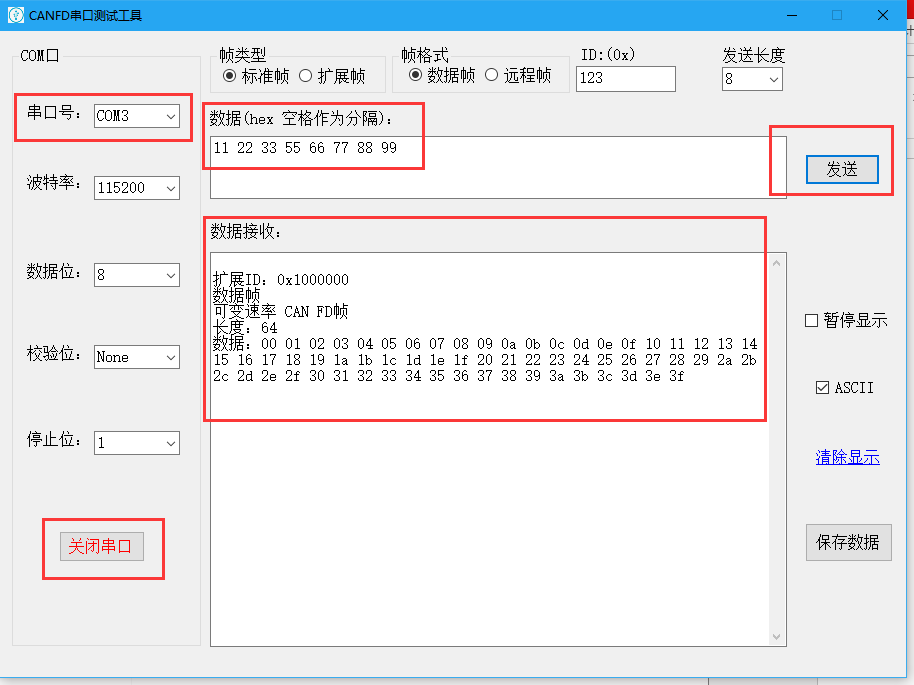 CANFD串口测试工具
COM口
串口号: COM3
波特率: 115200
数据位: 8
校验位: None
停止位: 1
关闭串口
帧类型
标准帧 扩展帧
帧格式
数据帧 远程帧
ID:(0x)
123
发送长度
8
数据(hex 空格作为分隔):
11 22 33 55 66 77 88 99
发送
数据接收:
扩展ID: 0x1000000
数据帧
可变速率 CAN FD帧
长度: 64
数据: 00 01 02 03 04 05 06 07 08 09 0a 0b 0c 0d 0e 0f 10 11 12 13 14
15 16 17 18 19 1a 1b 1c 1d 1e 1f 20 21 22 23 24 25 26 27 28 29 2a 2b
2c 2d 2e 2f 30 31 32 33 34 35 36 37 38 39 3a 3b 3c 3d 3e 3f
暂停显示
ASCII
清除显示
保存数据